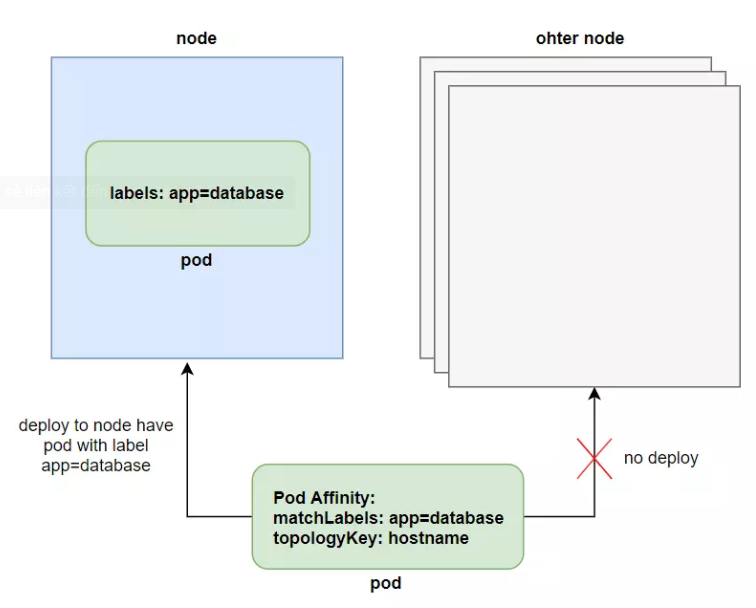 node
ohter node
labels: app=database
pod
deploy to node have
pod with label
app=database
no deploy
Pod Affinity:
matchLabels: app=database
topologyKey: hostname
pod